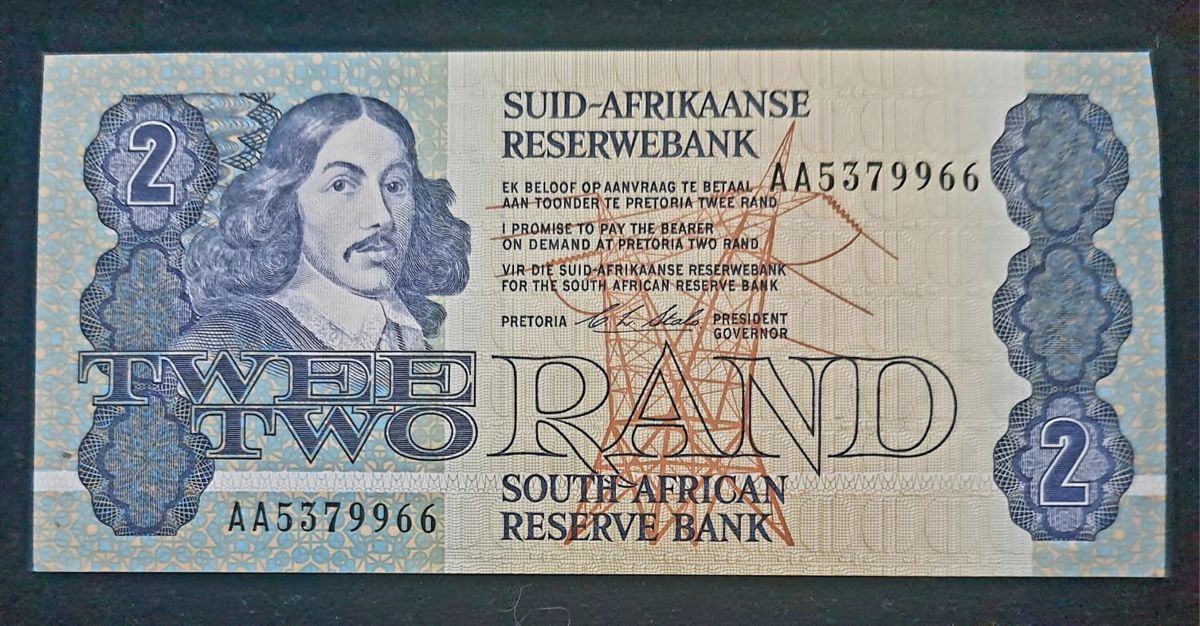 2
SUID-AFRIKAANSE
RESERWEBANK
AA5379966
EK BELOOF OP AANVRAAG TE BETAAL
AAN TOONDER TE PRETORIA TWEE RAND
I PROMISE TO PAY THE BEARER
ON DEMAND AT PRETORIA TWO RAND
VIR DIE SUID-AFRIKAANSE RESERWEBANK
FOR THE SOUTH AFRICAN RESERVE BANK
PRETORIA PRESIDENT
GOVERNOR
TWEE
TWO
RAND
2
SOUTH AFRICAN
RESERVE BANK
AA5379966